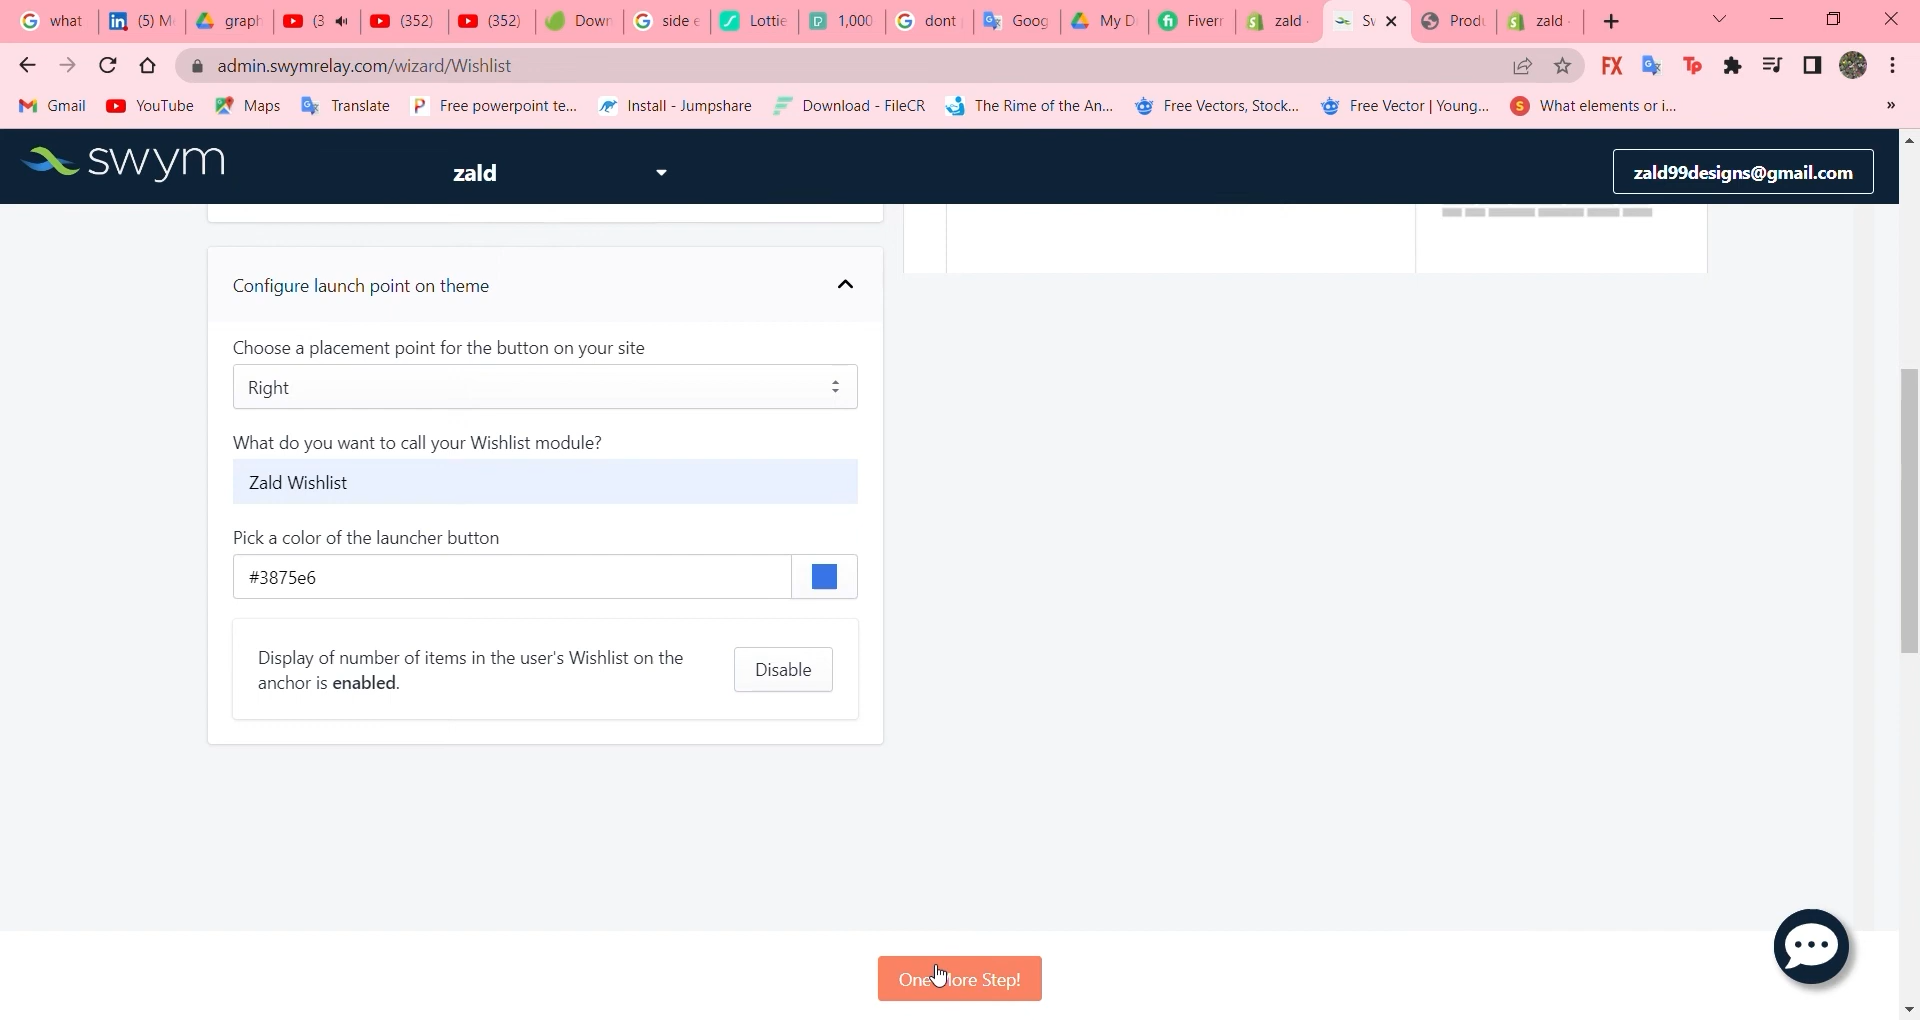 what
(5) M
graph
(3
(352)
(352)
Down
side e
Lottie
1,000
dont
Goog
My D
Fiverr
zald
Sv
Produ
zald
admin.swymrelay.com/wizard/Wishlist
FX
Tp
Gmail
YouTube
Maps
Translate
Free powerpoint te...
Install - Jumpshare
Download - FileCR
The Rime of the An...
Free Vectors, Stock...
Free Vector | Young...
What elements or i...
»
swym
zald
zald99designs@gmail.com
Configure launch point on theme
Choose a placement point for the button on your site
Right
What do you want to call your Wishlist module?
Zald Wishlist
Pick a color of the launcher button
#3875e6
Display of number of items in the user's Wishlist on the
anchor is enabled.
Disable
One More Step!